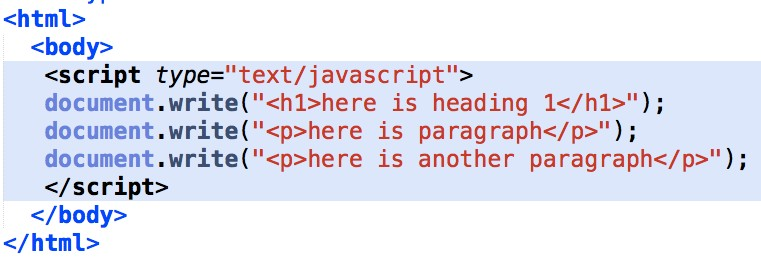 <html>
<body>
<script type="text/javascript">
document.write("<h1>here is heading 1</h1>");
document.write("<p>here is paragraph</p>");
document.write("<p>here is another paragraph</p>");
</script>
</body>
</html>